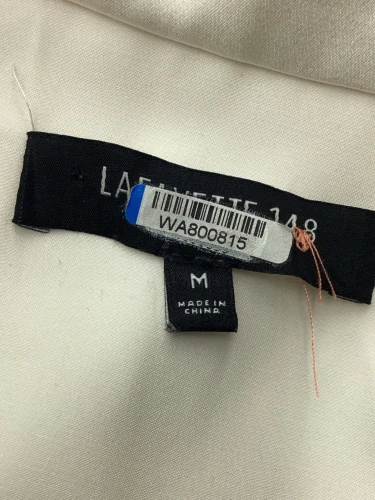 LAFAYETTE 148
WA800815
M
MADE IN
CHINA